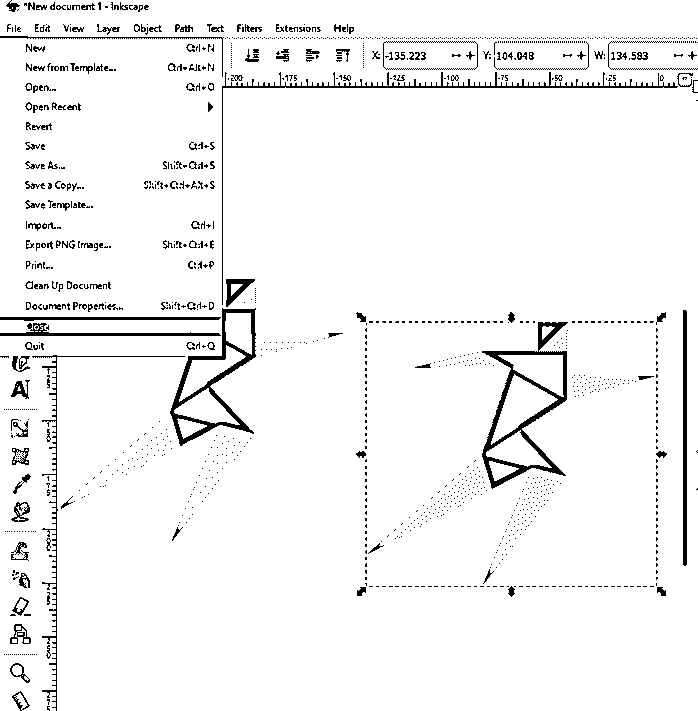 *New document 1 - Inkscape
File Edit View Layer Object Path Text Filters Extensions Help
New Ctrl+N
New from Template... Ctrl+Alt+N
Open... Ctrl+O
Open Recent
Revert
Save Ctrl+S
Save As... Shift+Ctrl+S
Save a Copy... Shift+Ctrl+Alt+S
Save Template...
Import... Ctrl+I
Export PNG Image... Shift+Ctrl+E
Print... Ctrl+P
Clean Up Document
Document Properties... Shift+Ctrl+D
Close
Quit Ctrl+Q
X: -135.223 Y: 104.048 W: 134.583
-200 -175 -150 -125 -100 -75 -50 -25 0